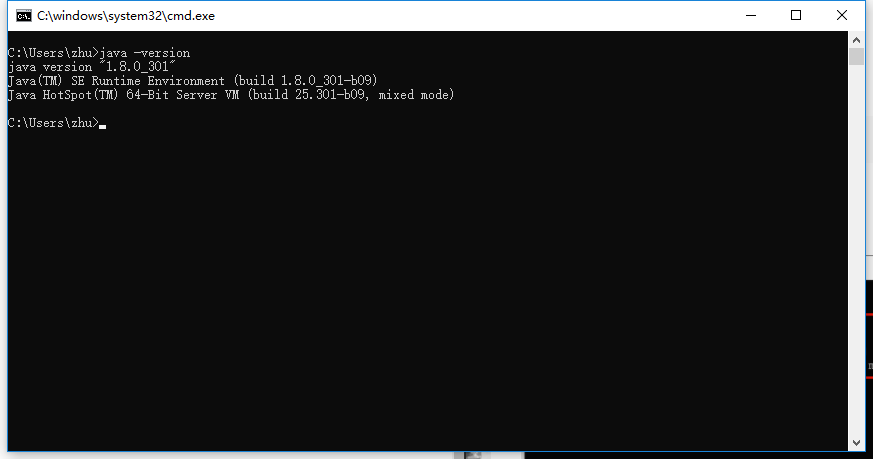 C:\windows\system32\cmd.exe
C:\Users\zhu>java -version
java version "1.8.0_301"
Java(TM) SE Runtime Environment (build 1.8.0_301-b09)
Java HotSpot(TM) 64-Bit Server VM (build 25.301-b09, mixed mode)
C:\Users\zhu>